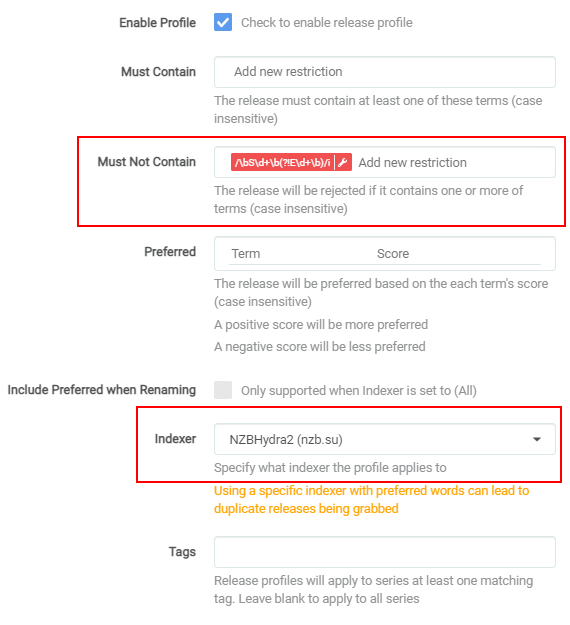 Enable Profile Check to enable release profile
Must Contain Add new restriction
The release must contain at least one of these terms (case
insensitive)
Must Not Contain /\bS\d+\b(?!E\d+\b)/i Add new restriction
The release will be rejected if it contains one or more of
terms (case insensitive)
Preferred Term Score
The release will be preferred based on the each term's score
(case insensitive)
A positive score will be more preferred
A negative score will be less preferred
Include Preferred when Renaming Only supported when Indexer is set to (All)
Indexer NZBHydra2 (nzb.su)
Specify what indexer the profile applies to
Using a specific indexer with preferred words can lead to
duplicate releases being grabbed
Tags
Release profiles will apply to series at least one matching
tag. Leave blank to apply to all series